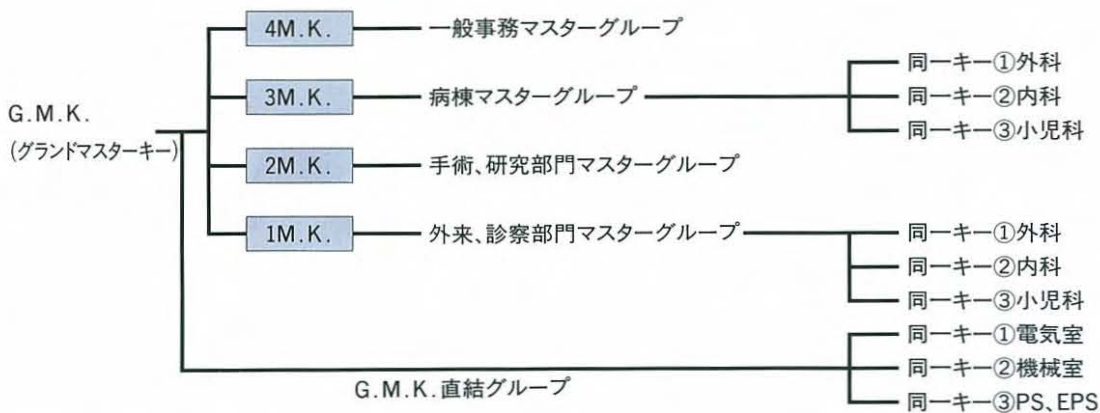 G.M.K.
(グランドマスターキー)
4M.K.
一般事務マスターグループ
3M.K.
病棟マスターグループ
同一キー①外科
同一キー②内科
同一キー③小児科
2M.K.
手術、研究部門マスターグループ
1M.K.
外来、診察部門マスターグループ
同一キー①外科
同一キー②内科
同一キー③小児科
G.M.K.直結グループ
同一キー①電気室
同一キー②機械室
同一キー③PS、EPS